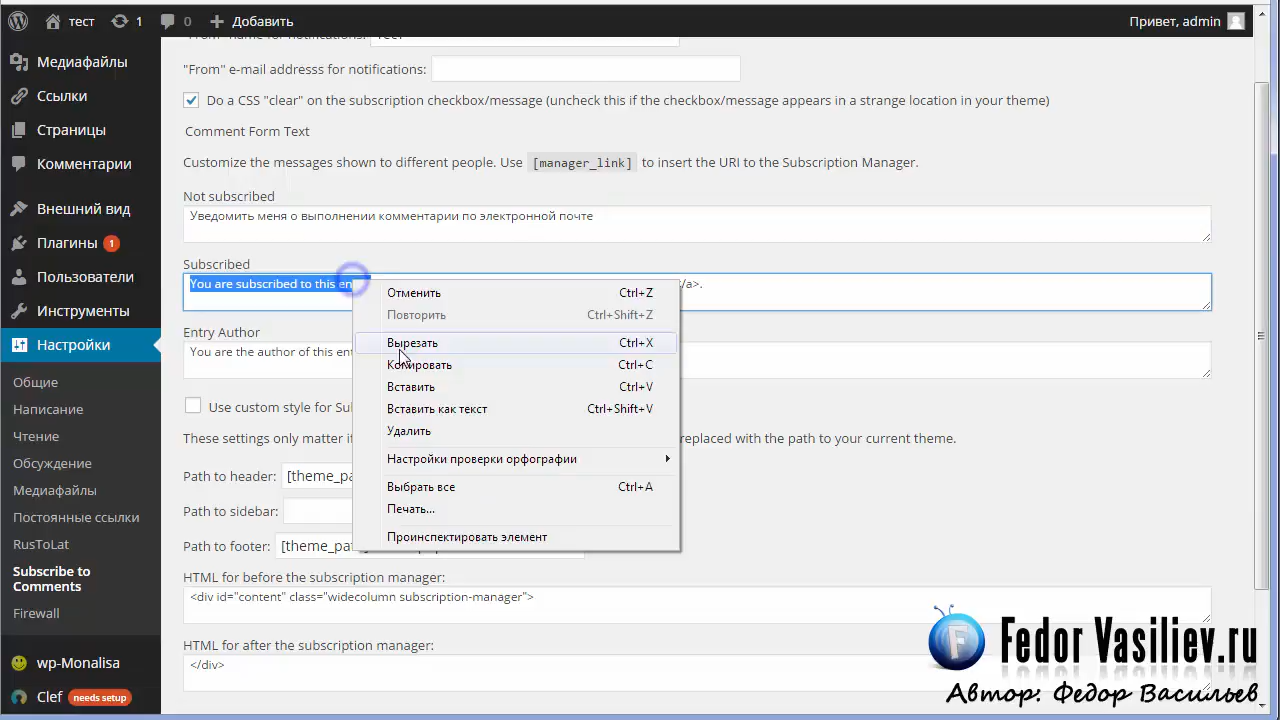 тест
1
0
Добавить
Привет, admin
Медиафайлы
Ссылки
Страницы
Комментарии
Внешний вид
Плагины 1
Пользователи
Инструменты
Настройки
Общие
Написание
Чтение
Обсуждение
Медиафайлы
Постоянные ссылки
RusToLat
Subscribe to
Comments
Firewall
wp-Monalisa
Clef needs setup
"From" name for notifications:
"From" e-mail addresss for notifications:
Do a CSS "clear" on the subscription checkbox/message (uncheck this if the checkbox/message appears in a strange location in your theme)
Comment Form Text
Customize the messages shown to different people. Use [manager_link] to insert the URI to the Subscription Manager.
Not subscribed
Уведомить меня о выполнении комментарии по электронной почте
Subscribed
You are subscribed to this en /a>.
Entry Author
You are the author of this ent
Use custom style for Su
These settings only matter if replaced with the path to your current theme.
Path to header: [theme_pa
Path to sidebar:
Path to footer: [theme_pat
HTML for before the subscription manager:
<div id="content" class="widecolumn subscription-manager">
HTML for after the subscription manager:
</div>
Отменить Ctrl+Z
Повторить Ctrl+Shift+Z
Вырезать Ctrl+X
Копировать Ctrl+C
Вставить Ctrl+V
Вставить как текст Ctrl+Shift+V
Удалить
Настройки проверки орфографии
Выбрать все Ctrl+A
Печать...
Проинспектировать элемент
Fedor Vasiliev.ru
Автор: Федор Васильев